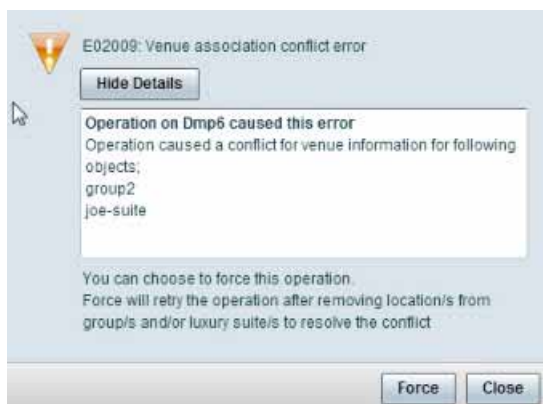 E02009: Venue association conflict error
Hide Details
Operation on Dmp6 caused this error
Operation caused a conflict for venue information for following
objects;
group2
joe-suite
You can choose to force this operation.
Force will retry the operation after removing location/s from
group/s and/or luxury suite/s to resolve the conflict
Force
Close